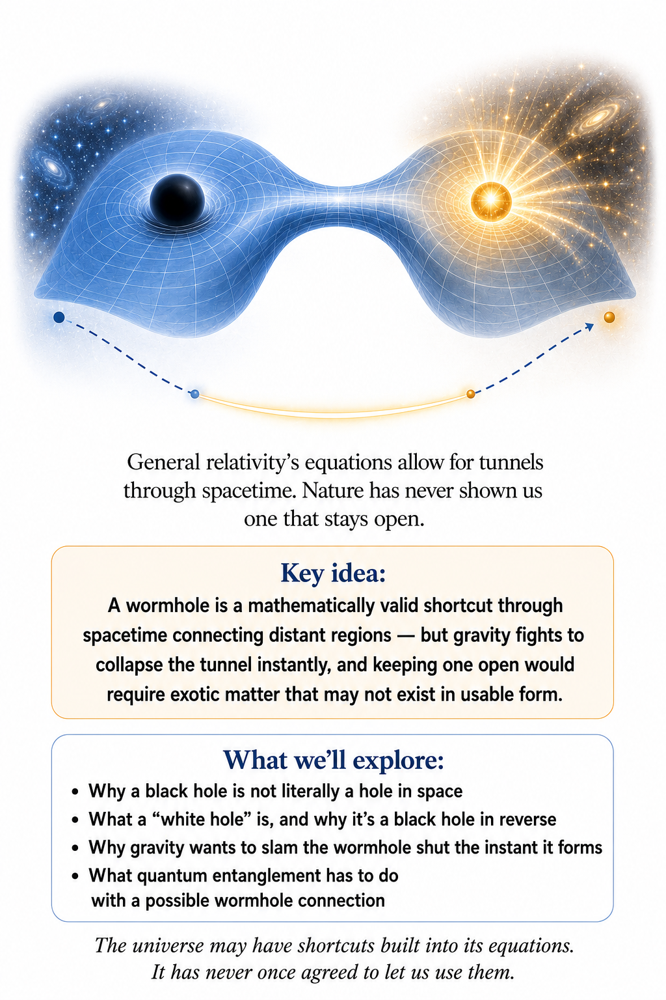 General relativity’s equations allow for tunnels
through spacetime. Nature has never shown us
one that stays open.
Key idea:
A wormhole is a mathematically valid shortcut through
spacetime connecting distant regions — but gravity fights to
collapse the tunnel instantly, and keeping one open would
require exotic matter that may not exist in usable form.
What we’ll explore:
• Why a black hole is not literally a hole in space
• What a “white hole” is, and why it’s a black hole in reverse
• Why gravity wants to slam the wormhole shut the instant it forms
• What quantum entanglement has to do
with a possible wormhole connection
The universe may have shortcuts built into its equations.
It has never once agreed to let us use them.